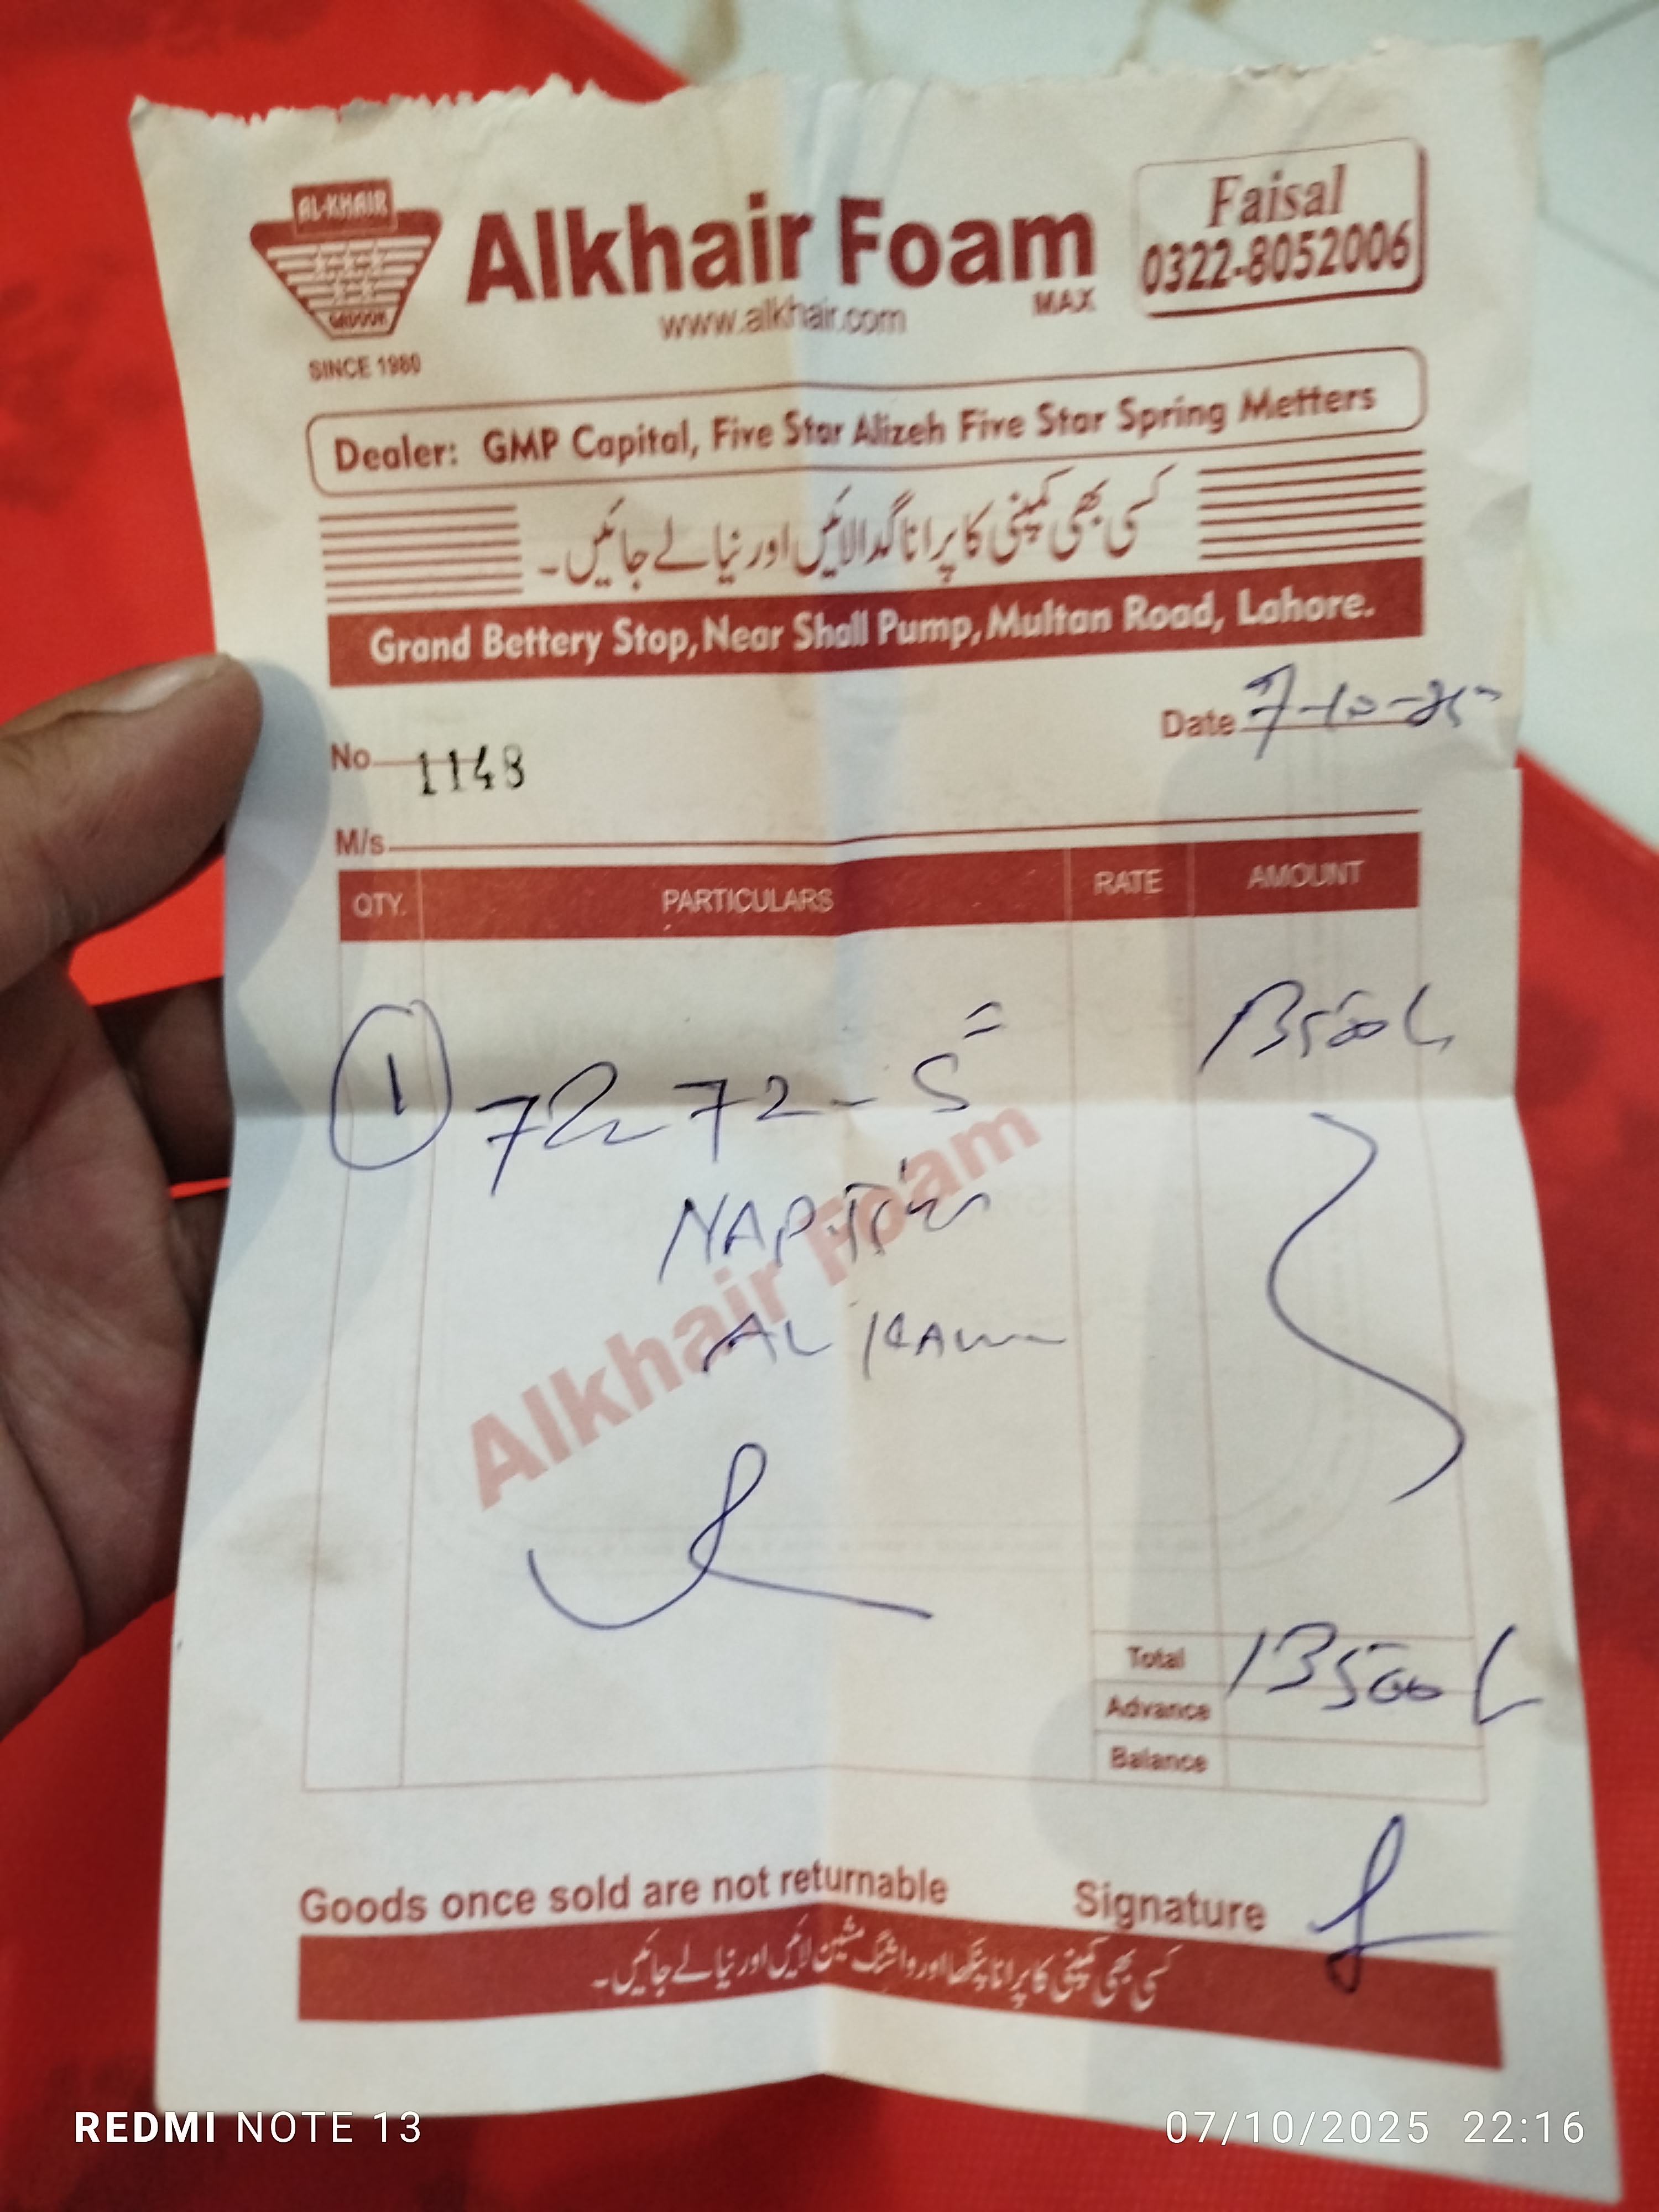 AL-KHAIR
GADOON
SINCE 1980
Alkhair Foam
MAX
www.alkhair.com
Faisal
0322-8052006
Dealer: GMP Capital, Five Star Alizeh Five Star Spring Metters
کسی بھی کمپنی کا پرانا گدا لائیں اور نیا لے جائیں۔
Grand Bettery Stop, Near Shall Pump, Multan Road, Lahore.
No 1148
Date 7-10-25
M/s
QTY. PARTICULARS RATE AMOUNT
1 72 72-5" 13500
AL
Alkhair Foam
Total 13500
Advance
Balance
Goods once sold are not returnable
Signature
کسی بھی کمپنی کا پرانا پنکھا اور واشنگ مشین لائیں اور نیا لے جائیں۔
REDMI NOTE 13
07/10/2025 22:16